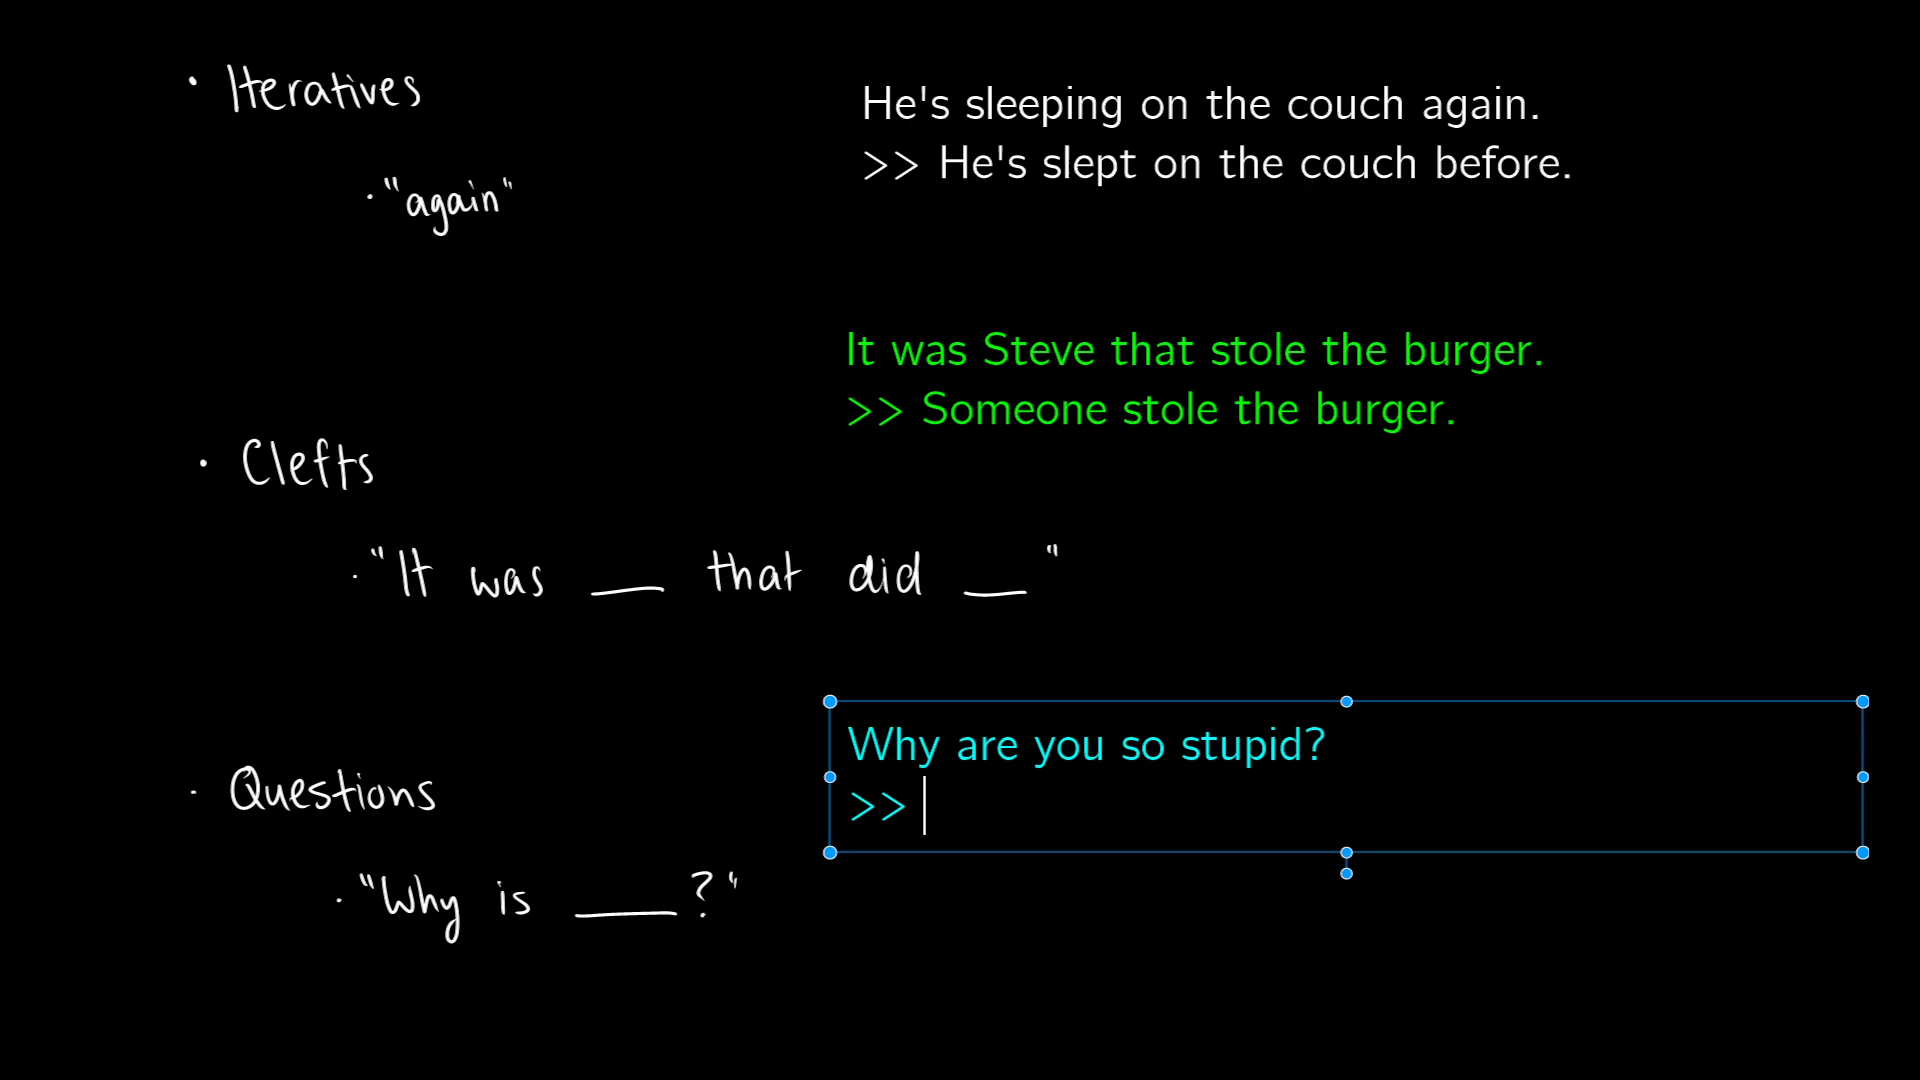 • Iteratives
He's sleeping on the couch again.
>> He's slept on the couch before.
• "again"
It was Steve that stole the burger.
>> Someone stole the burger.
• Clefts
• "It was ___ that did ___"
Why are you so stupid?
>>
• Questions
• "Why is ____?"